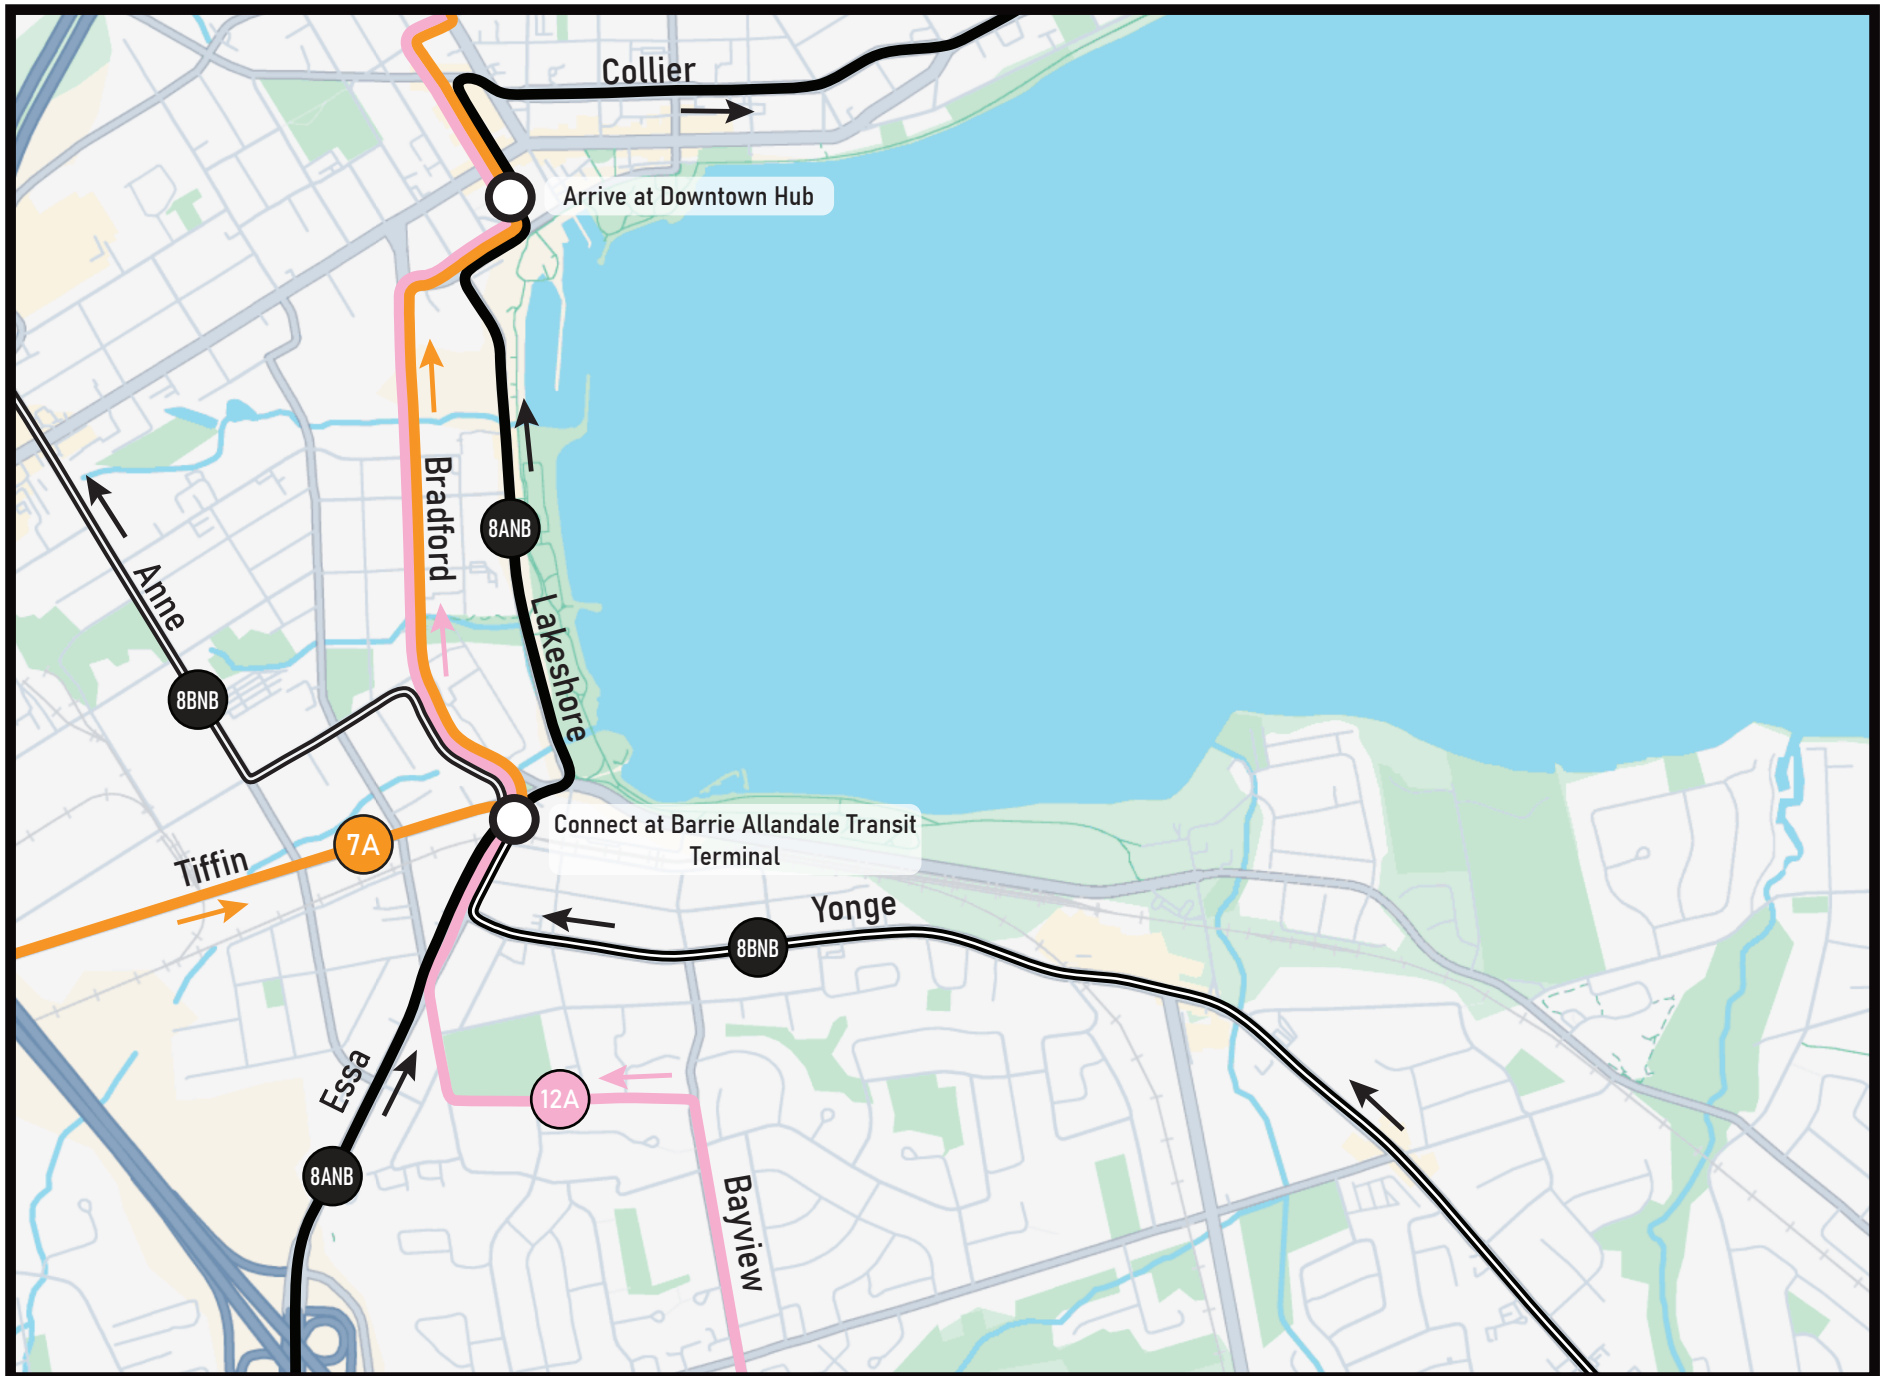 Collier
Arrive at Downtown Hub
Bradford
8ANB
Anne
Lakeshore
8BNB
Connect at Barrie Allandale Transit
Terminal
7A
Tiffin
Yonge
8BNB
Essa
12A
8ANB
Bayview